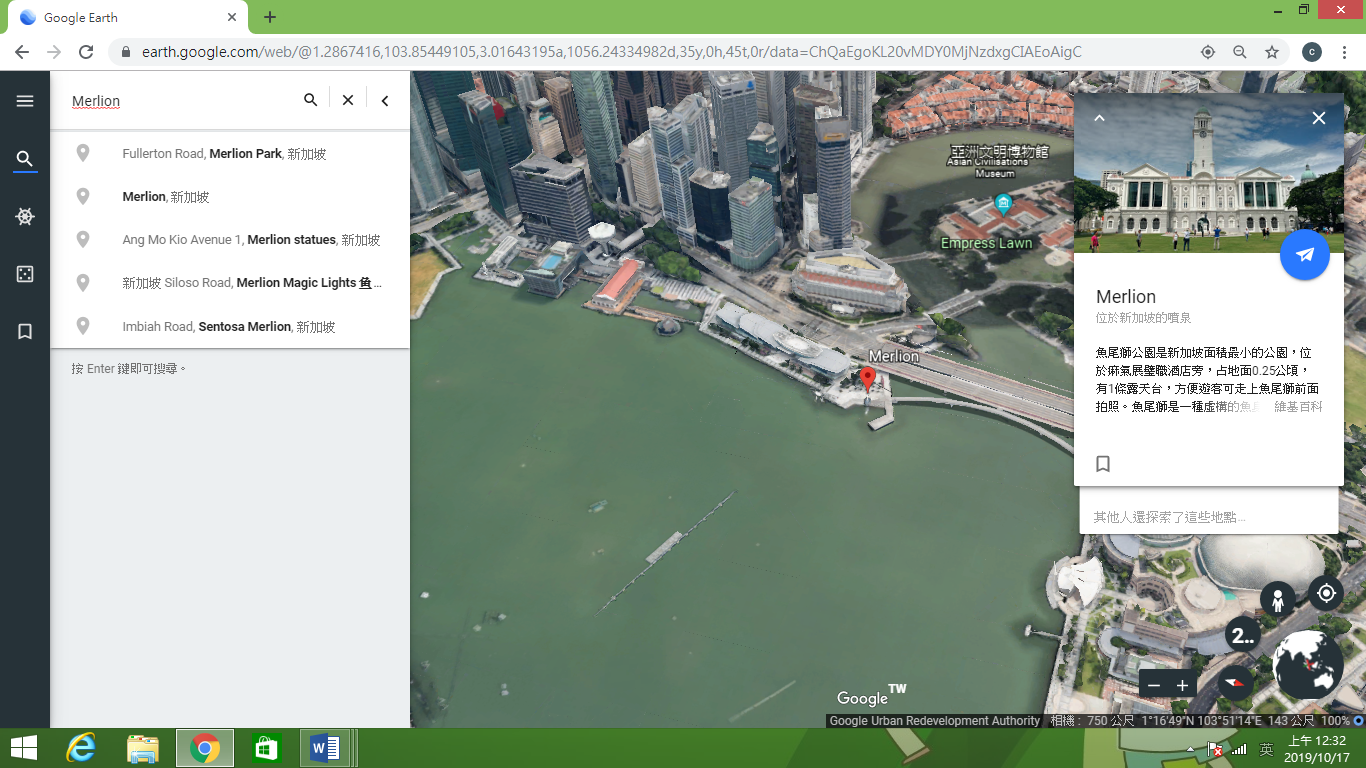 Google Earth
earth.google.com/web/@1.2867416,103.85449105,3.01643195a,1056.24334982d,35y,0h,45t,0r/data=ChQaEgoKL20vMDY0MjNzdxgCIAEoAigC
c
Merlion
Fullerton Road, Merlion Park, 新加坡
Merlion, 新加坡
Ang Mo Kio Avenue 1, Merlion statues, 新加坡
新加坡 Siloso Road, Merlion Magic Lights 鱼...
Imbiah Road, Sentosa Merlion, 新加坡
按 Enter 鍵即可搜尋。
亞洲文明博物館
Asian Civilisations
Museum
Empress Lawn
Merlion
Merlion
位於新加坡的噴泉
魚尾獅公園是新加坡面積最小的公園，位
於
酒店旁，占地面0.25公頃，
有1條露天台，方便遊客可走上魚尾獅前面
拍照。魚尾獅是一種虛構的魚 維基百科
其他人還探索了這些地點...
2..
Google
TW
Google Urban Redevelopment Authority 相機： 750 公尺 1°16'49"N 103°51'14"E 143 公尺 100%
英
上午 12:32
2019/10/17